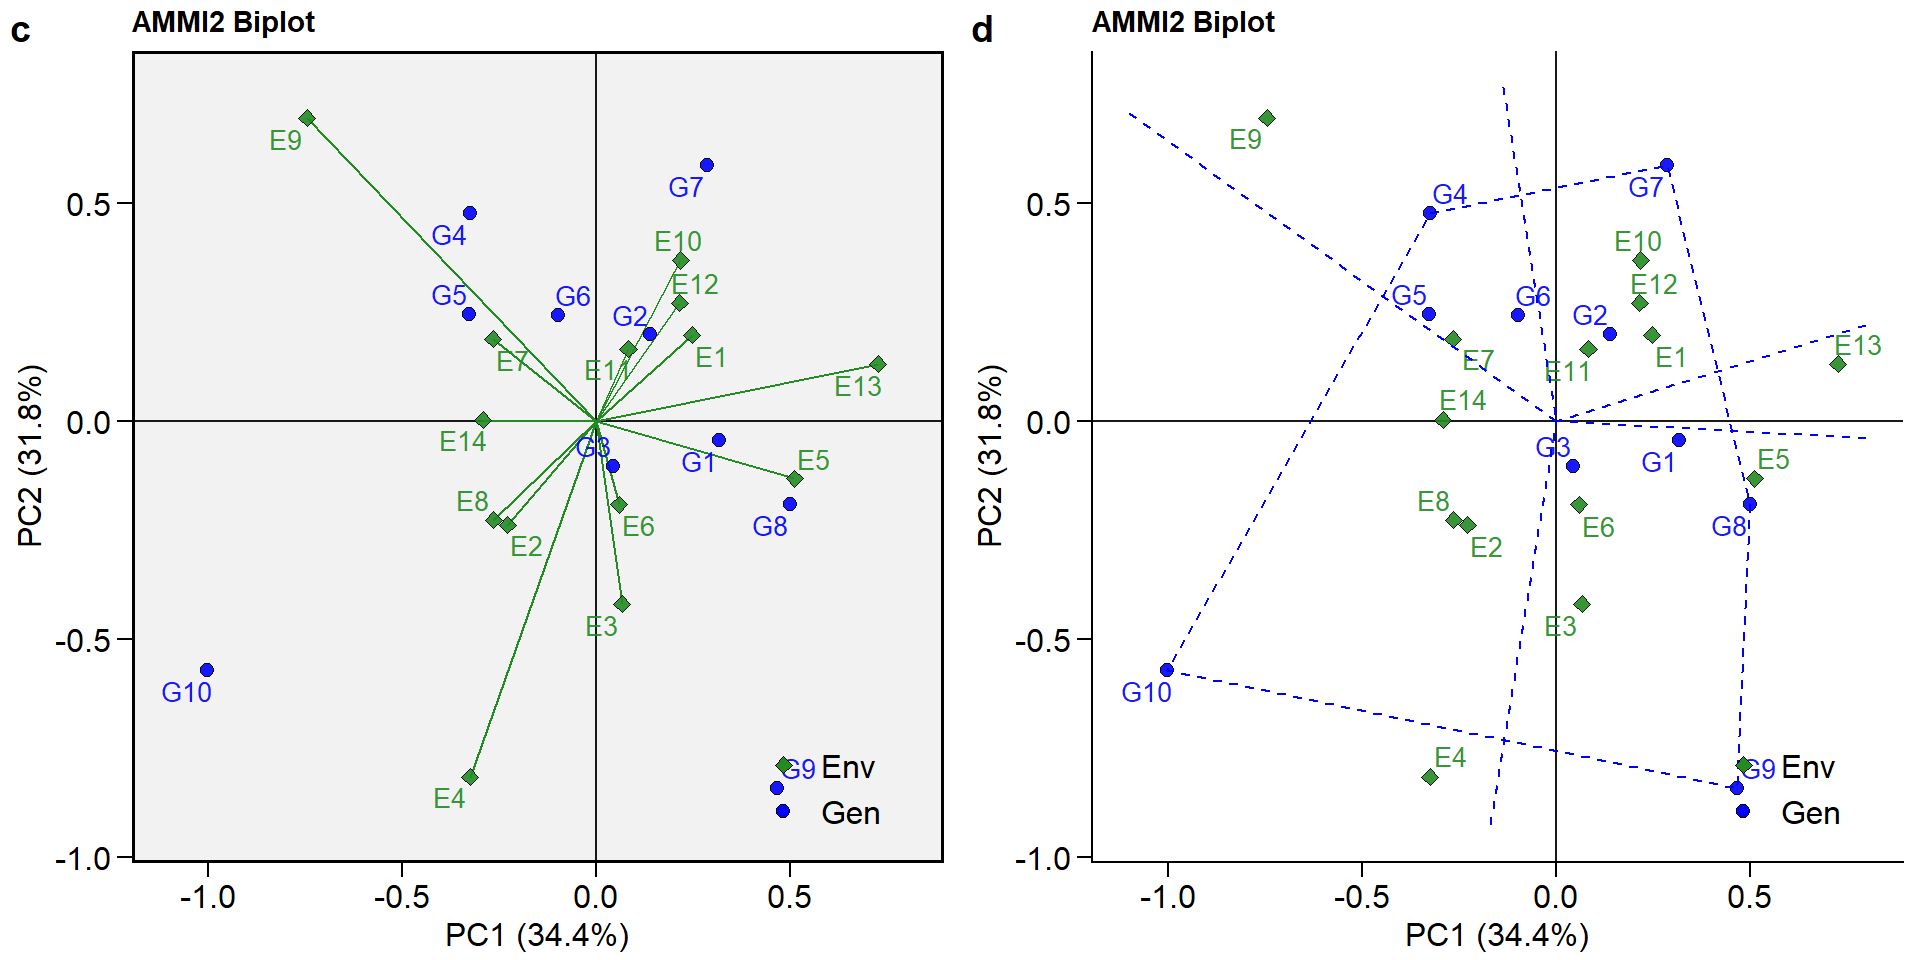 c
AMMI2 Biplot
E9
G7
G4
E10
E12
G5
G6
G2
E7
E11
E1
E13
E14
G3
G1
E5
E8
E2
E6
G8
E3
G10
E4
G9
Env
Gen
0.5
0.0
-0.5
-1.0
PC2 (31.8%)
-1.0
-0.5
0.0
0.5
PC1 (34.4%)
d
AMMI2 Biplot
E9
G4
G7
E10
E12
G5
G6
G2
E7
E11
E1
E13
E14
G3
G1
E5
E8
E2
E6
G8
E3
G10
E4
G9
Env
Gen
0.5
0.0
-0.5
-1.0
PC2 (31.8%)
-1.0
-0.5
0.0
0.5
PC1 (34.4%)